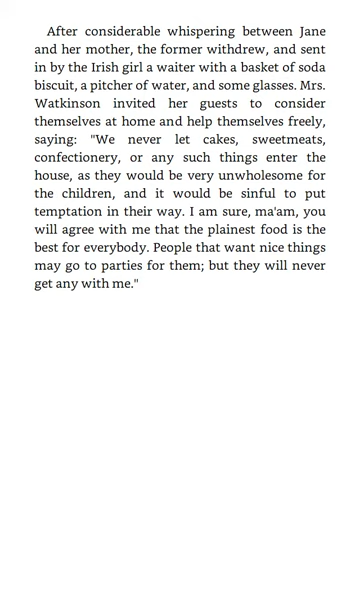 After considerable whispering between Jane
and her mother, the former withdrew, and sent
in by the Irish girl a waiter with a basket of soda
biscuit, a pitcher of water, and some glasses. Mrs.
Watkinson invited her guests to consider
themselves at home and help themselves freely,
saying: "We never let cakes, sweetmeats,
confectionery, or any such things enter the
house, as they would be very unwholesome for
the children, and it would be sinful to put
temptation in their way. I am sure, ma'am, you
will agree with me that the plainest food is the
best for everybody. People that want nice things
may go to parties for them; but they will never
get any with me."